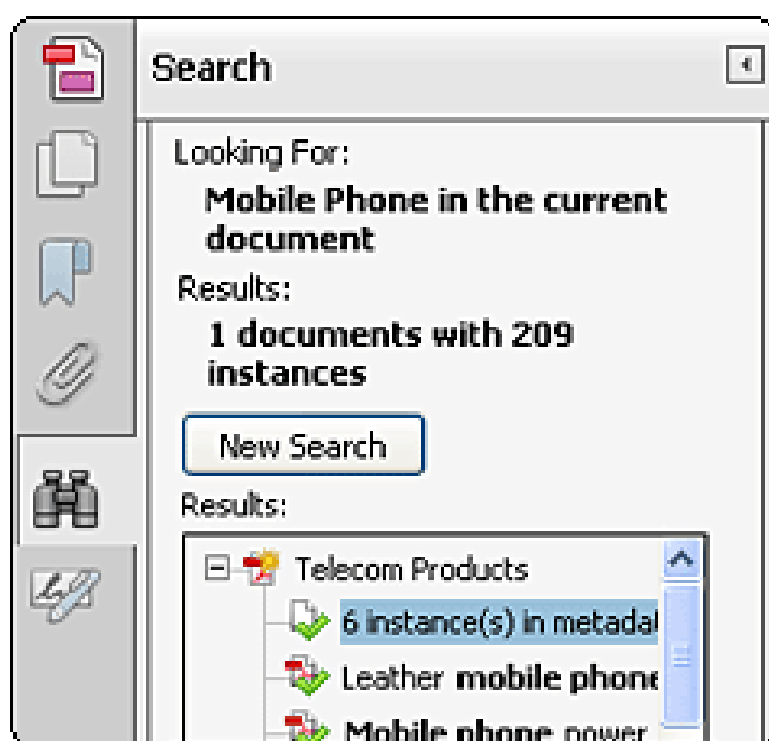 Search
Looking For:
Mobile Phone in the current
document
Results:
1 documents with 209
instances
New Search
Results:
Telecom Products
6 instance(s) in metadat
Leather mobile phone
Mobile phone power